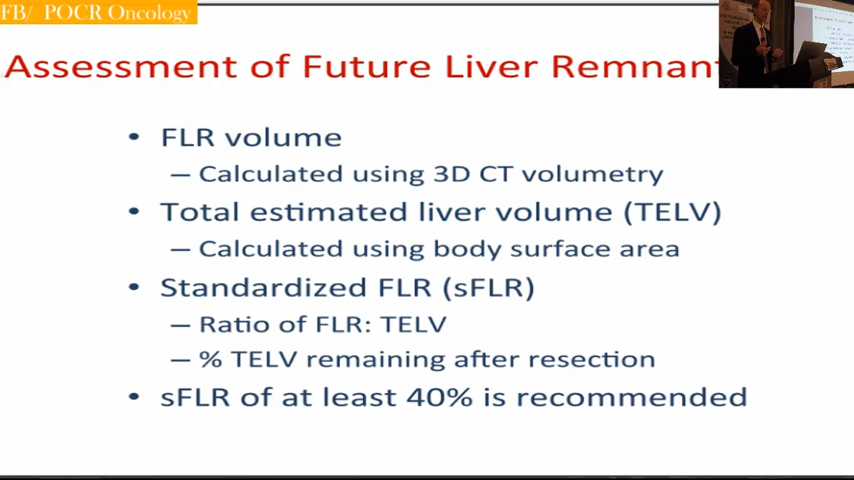 FB/ POCR Oncology
Assessment of Future Liver Remnant
• FLR volume
– Calculated using 3D CT volumetry
• Total estimated liver volume (TELV)
– Calculated using body surface area
• Standardized FLR (sFLR)
– Ratio of FLR: TELV
– % TELV remaining after resection
• sFLR of at least 40% is recommended